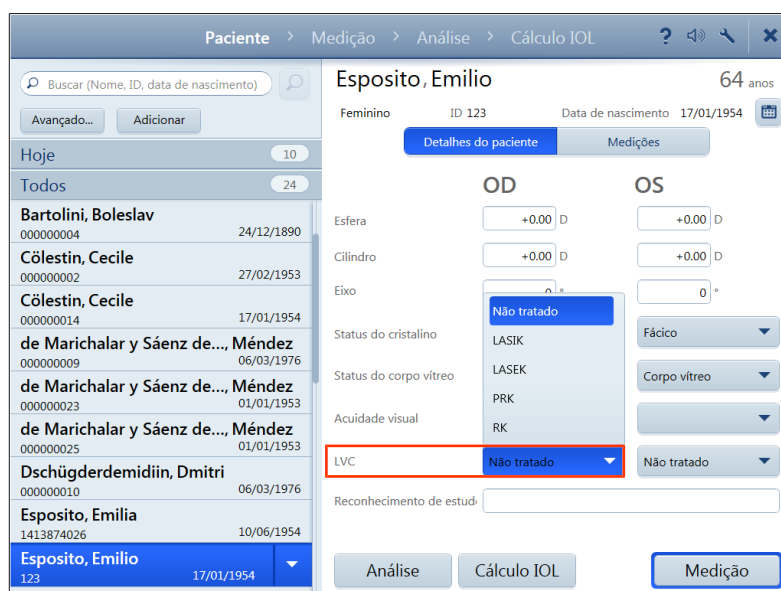 Paciente > Medição > Análise > Cálculo IOL ?
Buscar (Nome, ID, data de nascimento)
Avançado... Adicionar
Hoje 10
Todos 24
Bartolini, Boleslav
000000004 24/12/1890
Cölestin, Cecile
000000002 27/02/1953
Cölestin, Cecile
000000014 17/01/1954
de Marichalar y Sáenz de..., Méndez
000000009 06/03/1976
de Marichalar y Sáenz de..., Méndez
000000023 01/01/1953
de Marichalar y Sáenz de..., Méndez
000000025 01/01/1953
Dschügderdemidiin, Dmitri
000000010 06/03/1976
Esposito, Emilia
1413874026 10/06/1954
Esposito, Emilio
123 17/01/1954
Esposito, Emilio 64 anos
Feminino ID 123 Data de nascimento 17/01/1954
Detalhes do paciente Medições
OD OS
Esfera +0.00 D +0.00 D
Cilindro +0.00 D +0.00 D
Eixo 0 ° 0 °
Não tratado
LASIK
LASEK
PRK
RK
Status do cristalino Fácico
Status do corpo vítreo Corpo vítreo
Acuidade visual
LVC Não tratado Não tratado
Reconhecimento de estud
Análise Cálculo IOL Medição